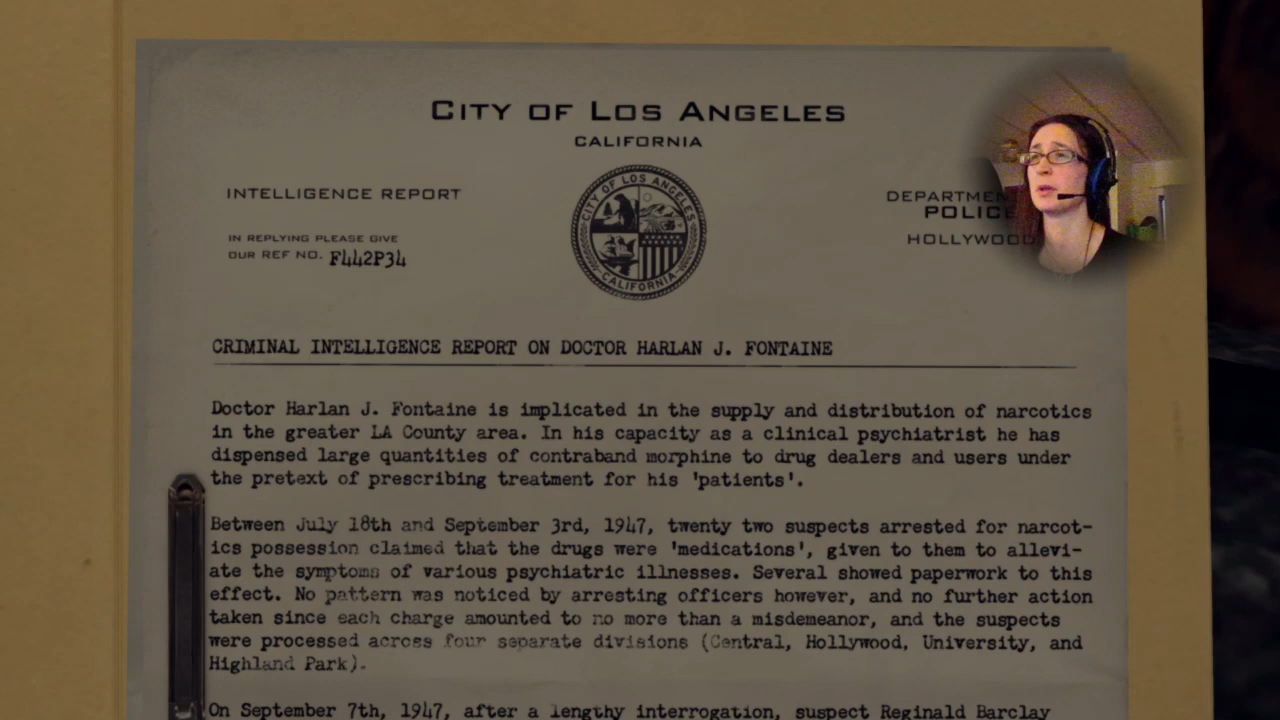 CITY OF LOS ANGELES
CALIFORNIA
INTELLIGENCE REPORT
IN REPLYING PLEASE GIVE
OUR REF NO. F442P34
CITY OF LOS ANGELES
CALIFORNIA
POLICE
HOLLYWOOD
CRIMINAL INTELLIGENCE REPORT ON DOCTOR HARLAN J. FONTAINE
Doctor Harlan J. Fontaine is implicated in the supply and distribution of narcotics
in the greater LA County area. In his capacity as a clinical psychiatrist he has
dispensed large quantities of contraband morphine to drug dealers and users under
the pretext of prescribing treatment for his 'patients'.
Between July 18th and September 3rd, 1947, twenty two suspects arrested for narcot-
ics possession claimed that the drugs were 'medications', given to them to allevi-
ate the symptoms of various psychiatric illnesses. Several showed paperwork to this
effect. No pattern was noticed by arresting officers however, and no further action
taken since each charge amounted to no more than a misdemeanor, and the suspects
were processed across four separate divisions (Central, Hollywood, University, and
Highland Park).
On September 7th, 1947, after a lengthy interrogation, suspect Reginald Barclay